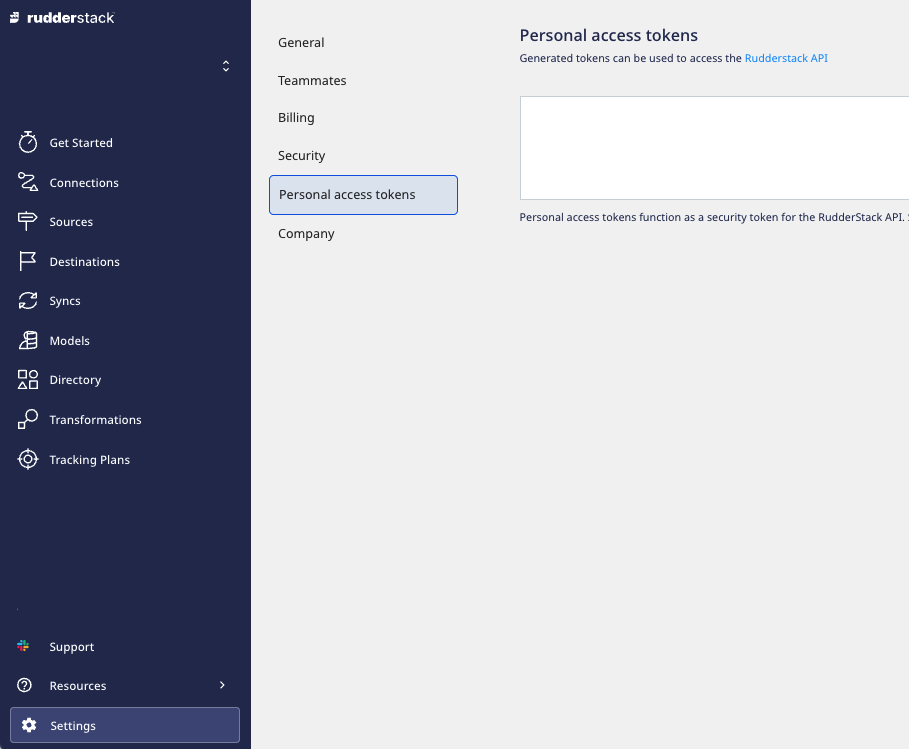 rudderstack
Get Started
Connections
Sources
Destinations
Syncs
Models
Directory
Transformations
Tracking Plans
Support
Resources
Settings
General
Teammates
Billing
Security
Personal access tokens
Company
Personal access tokens
Generated tokens can be used to access the Rudderstack API
Personal access tokens function as a security token for the RudderStack API.